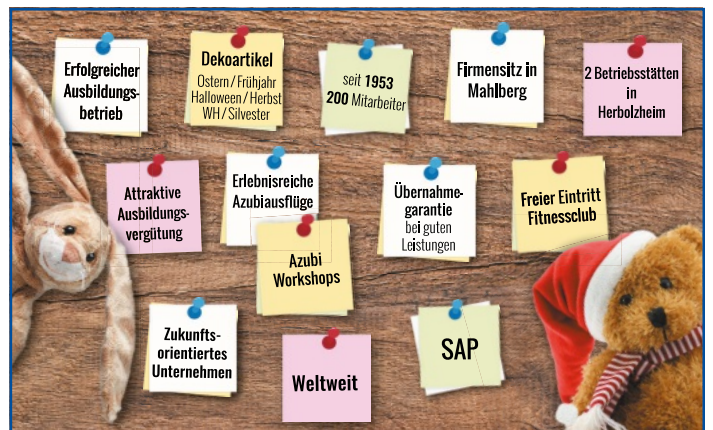 Erfolgreicher
Ausbildungs-
betrieb
Dekoartikel
Ostern / Frühjahr
Halloween / Herbst
WH / Silvester
seit 1953
200 Mitarbeiter
Firmensitz in
Mahlberg
2 Betriebsstätten
in
Herbolzheim
Attraktive
Ausbildungs-
vergütung
Erlebnisreiche
Azubiausflüge
Azubi
Workshops
Übernahme-
garantie
bei guten
Leistungen
Freier Eintritt
Fitnessclub
Zukunfts-
orientiertes
Unternehmen
Weltweit
SAP